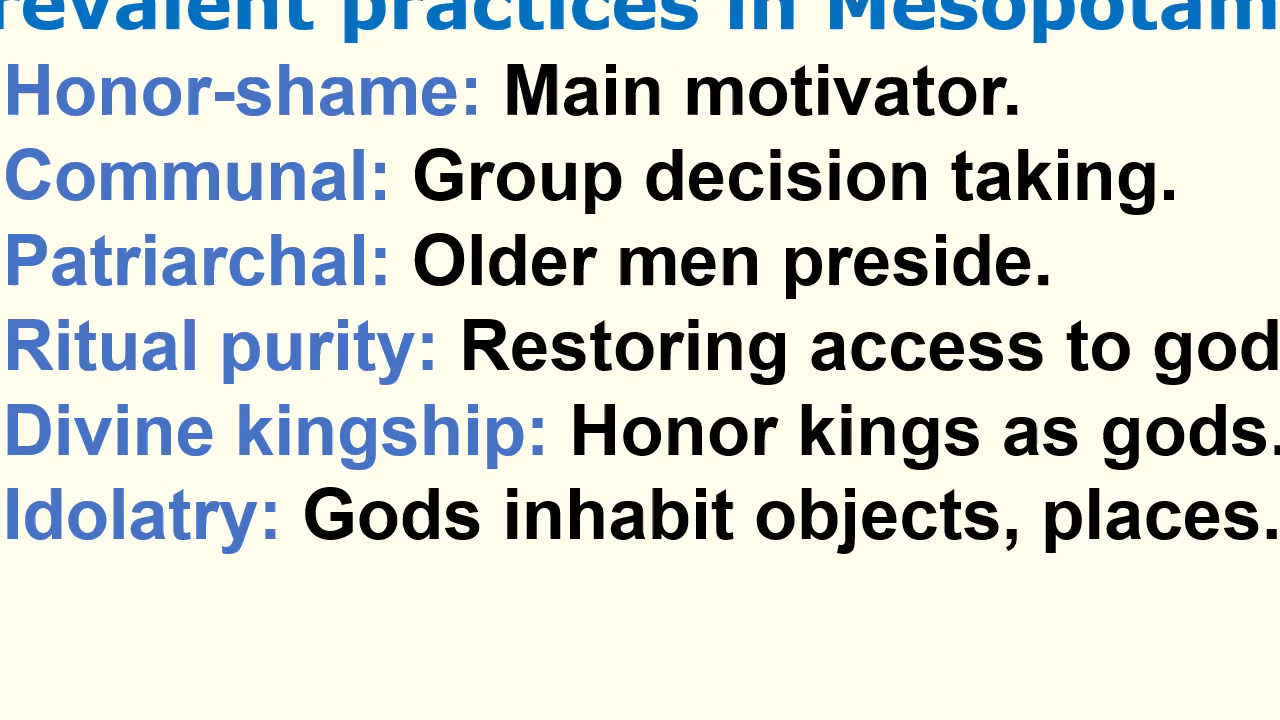 revalent practices in Mesopotam
Honor-shame: Main motivator.
Communal: Group decision taking.
Patriarchal: Older men preside.
Ritual purity: Restoring access to god
Divine kingship: Honor kings as gods.
Idolatry: Gods inhabit objects, places.